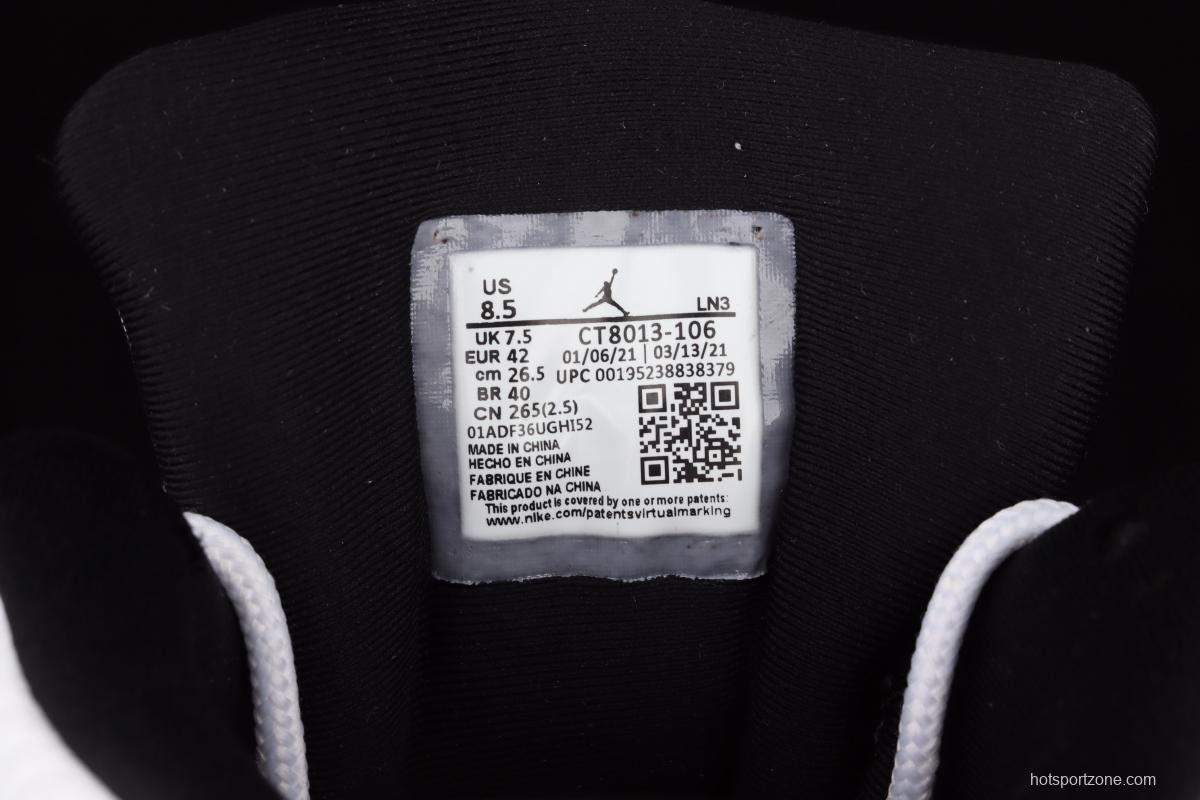 US
8.5
LN3
UK 7.5
CT8013-106
EUR 42
01/06/21 | 03/13/21
cm 26.5
UPC 00195238838379
BR 40
CN 265(2.5)
01ADF36UGHI52
MADE IN CHINA
HECHO EN CHINA
FABRIQUE EN CHINE
FABRICADO NA CHINA
This product is covered by one or more patents:
www.nike.com/patentsvirtualmarking
hotsportzone.com